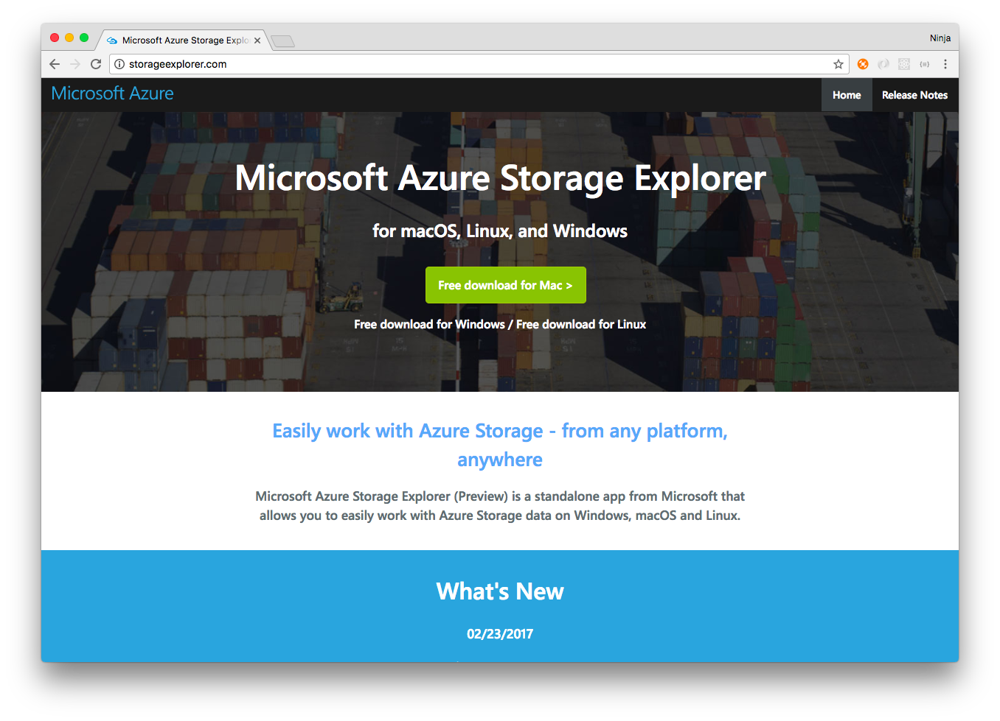 Microsoft Azure Storage Explo
Ninja
storageexplorer.com
Microsoft Azure
Home
Release Notes
Microsoft Azure Storage Explorer
for macOS, Linux, and Windows
Free download for Mac >
Free download for Windows / Free download for Linux
Easily work with Azure Storage - from any platform,
anywhere
Microsoft Azure Storage Explorer (Preview) is a standalone app from Microsoft that
allows you to easily work with Azure Storage data on Windows, macOS and Linux.
What's New
02/23/2017